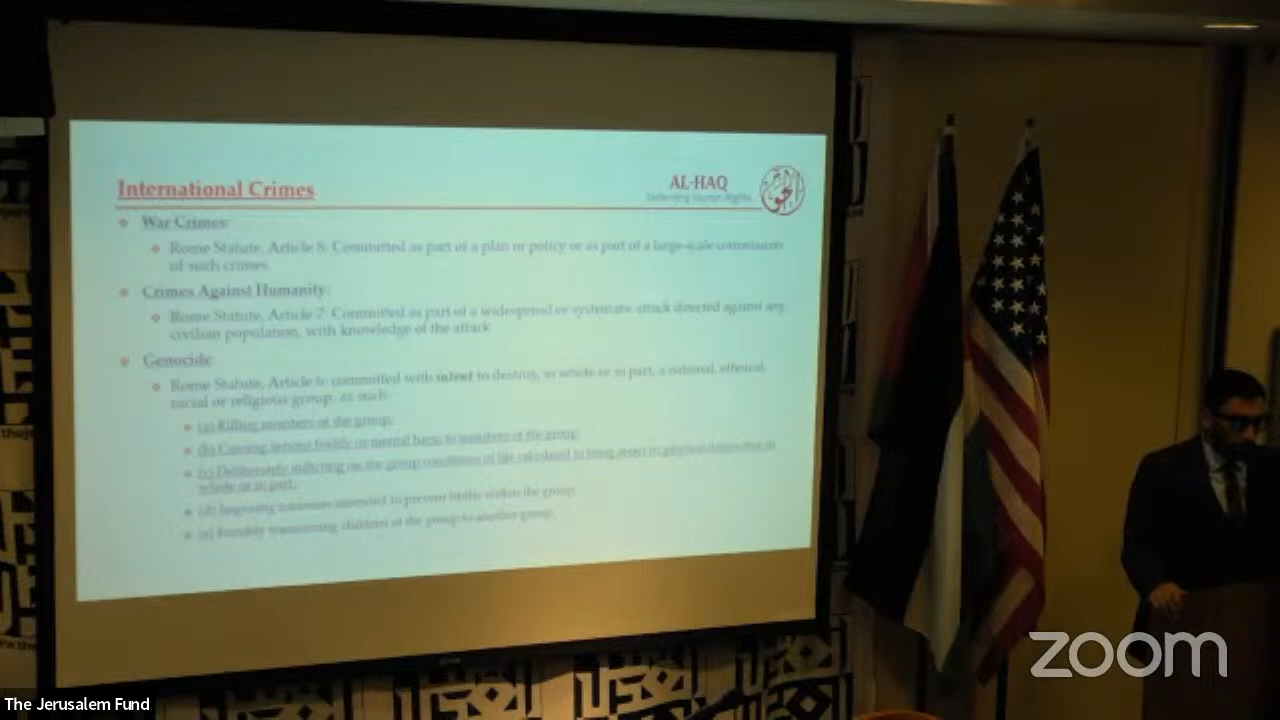 International Crimes
AL-HAQ
Defending Human Rights
War Crimes:
Rome Statute, Article 8: Committed as part of a plan or policy or as part of a large-scale commission
of such crimes.
Crimes Against Humanity:
Rome Statute, Article 7: Committed as part of a widespread or systematic attack directed against any
civilian population, with knowledge of the attack
Genocide
Rome Statute, Article 6: committed with intent to destroy, in whole or in part, a national, ethnical,
racial or religious group, as such:
(a) Killing members of the group;
(b) Causing serious bodily or mental harm to members of the group;
(c) Deliberately inflicting on the group conditions of life calculated to bring about its physical destruction in
whole or in part;
(d) Imposing measures intended to prevent births within the group;
(e) Forcibly transferring children of the group to another group.
zoom
The Jerusalem Fund